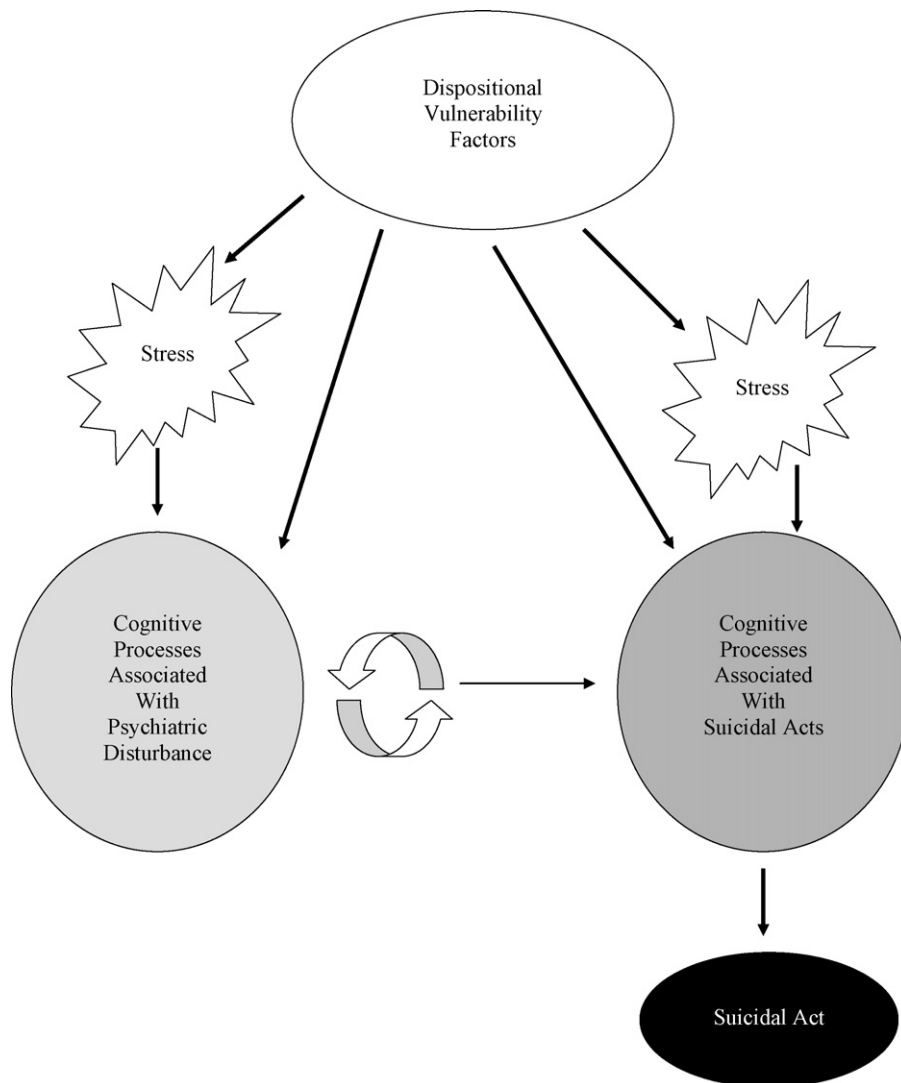 Dispositional
Vulnerability
Factors
Stress
Stress
Cognitive
Processes
Associated
With
Psychiatric
Disturbance
Cognitive
Processes
Associated
With
Suicidal Acts
Suicidal Act